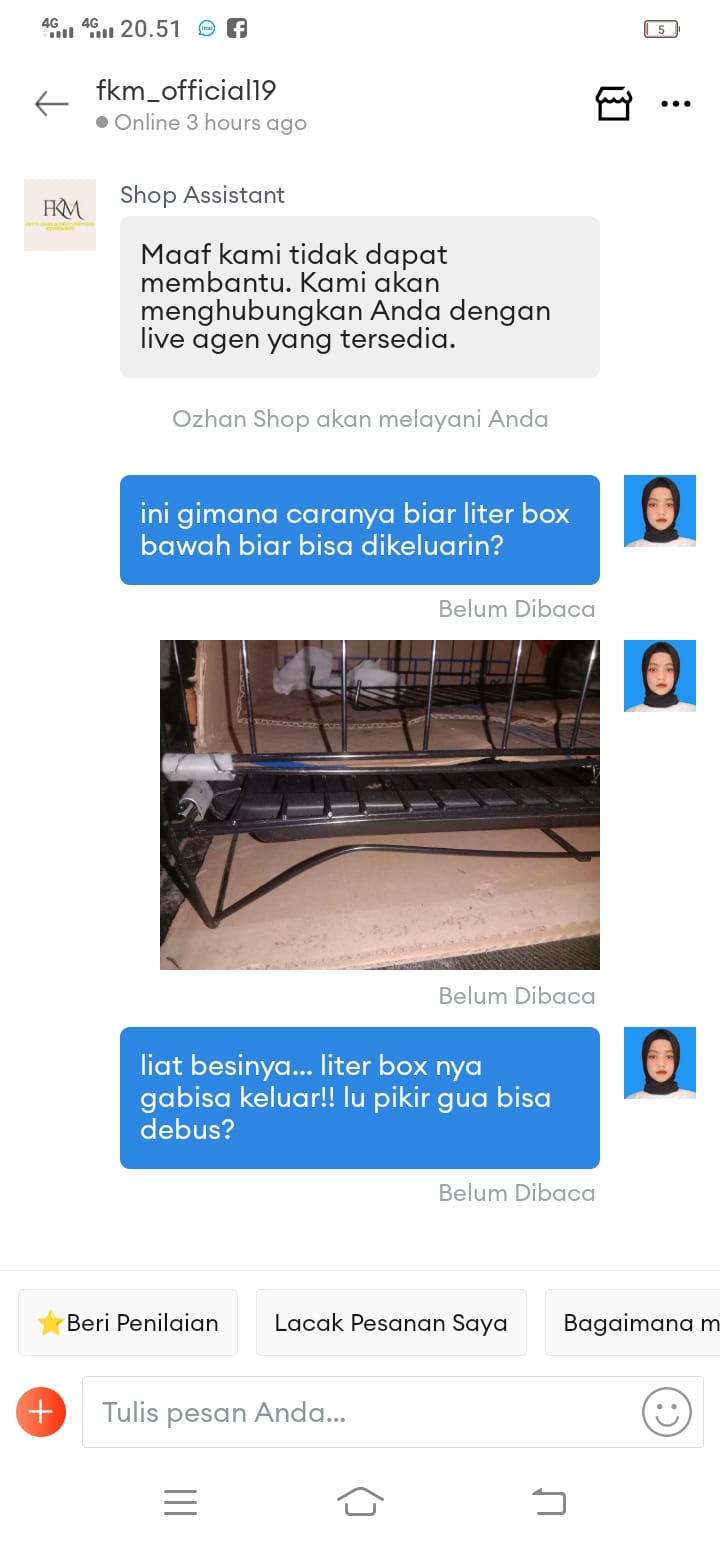 4G 4G 20.51 imo
5
fkm_official19
Online 3 hours ago
FKM
Shop Assistant
Maaf kami tidak dapat
membantu. Kami akan
menghubungkan Anda dengan
live agen yang tersedia.
Ozhan Shop akan melayani Anda
ini gimana caranya biar liter box
bawah biar bisa dikeluarin?
Belum Dibaca
Belum Dibaca
liat besinya... liter box nya
gabisa keluar!! lu pikir gua bisa
debus?
Belum Dibaca
⭐Beri Penilaian
Lacak Pesanan Saya
Bagaimana m
Tulis pesan Anda...